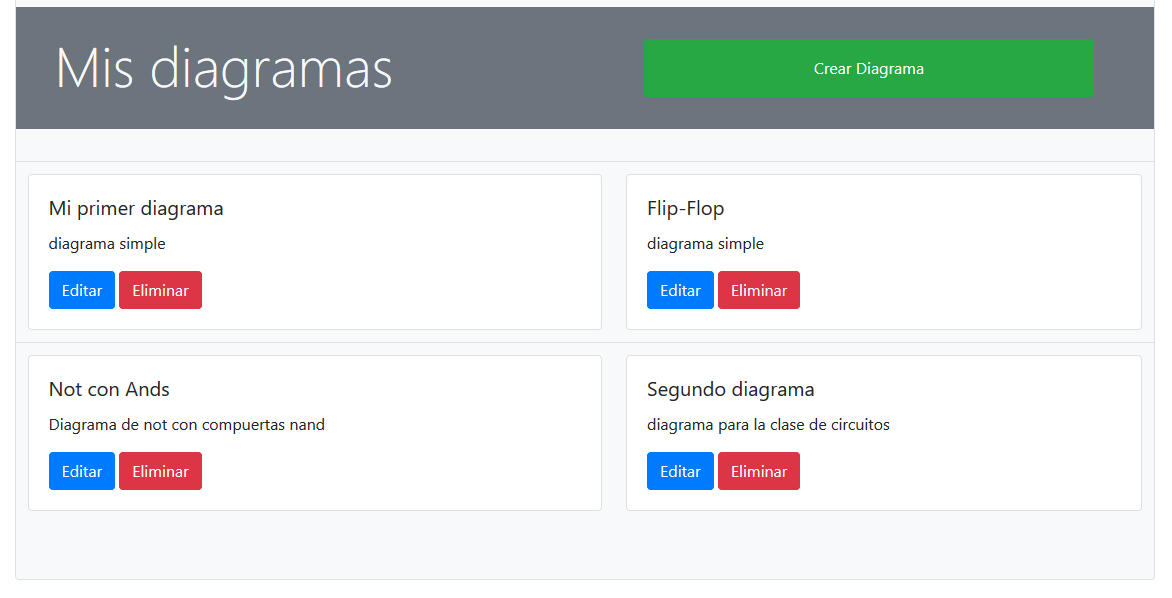 Mis diagramas
Crear Diagrama
Mi primer diagrama
diagrama simple
Editar Eliminar
Flip-Flop
diagrama simple
Editar Eliminar
Not con Ands
Diagrama de not con compuertas nand
Editar Eliminar
Segundo diagrama
diagrama para la clase de circuitos
Editar Eliminar